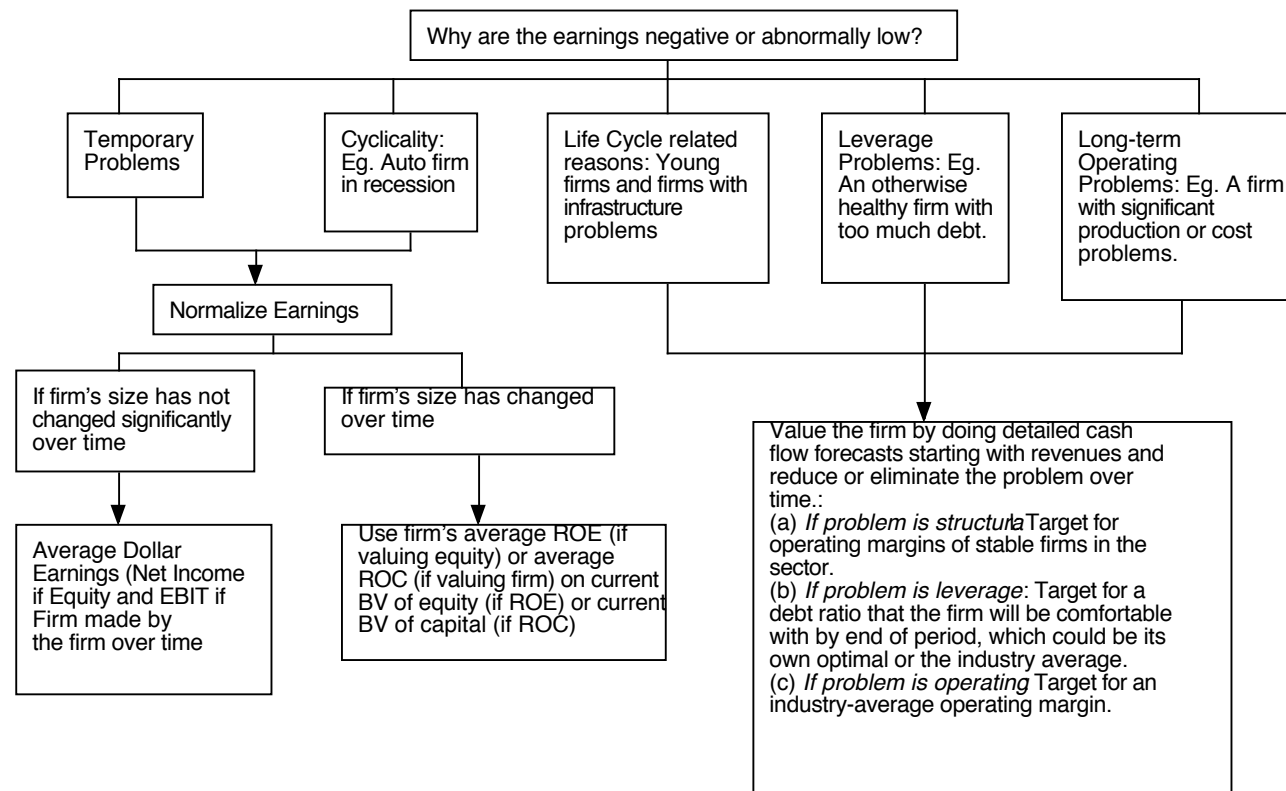 Why are the earnings negative or abnormally low?
Temporary
Problems
Cyclicality:
Eg. Auto firm
in recession
Life Cycle related
reasons: Young
firms and firms with
infrastructure
problems
Leverage
Problems: Eg.
An otherwise
healthy firm with
too much debt.
Long-term
Operating
Problems: Eg. A firm
with significant
production or cost
problems.
Normalize Earnings
If firm’s size has not
changed significantly
over time
If firm’s size has changed
over time
Average Dollar
Earnings (Net Income
if Equity and EBIT if
Firm made by
the firm over time
Use firm’s average ROE (if
valuing equity) or average
ROC (if valuing firm) on current
BV of equity (if ROE) or current
BV of capital (if ROC)
Value the firm by doing detailed cash
flow forecasts starting with revenues and
reduce or eliminate the problem over
time.:
(a) If problem is structural Target for
operating margins of stable firms in the
sector.
(b) If problem is leverage: Target for a
debt ratio that the firm will be comfortable
with by end of period, which could be its
own optimal or the industry average.
(c) If problem is operating Target for an
industry-average operating margin.